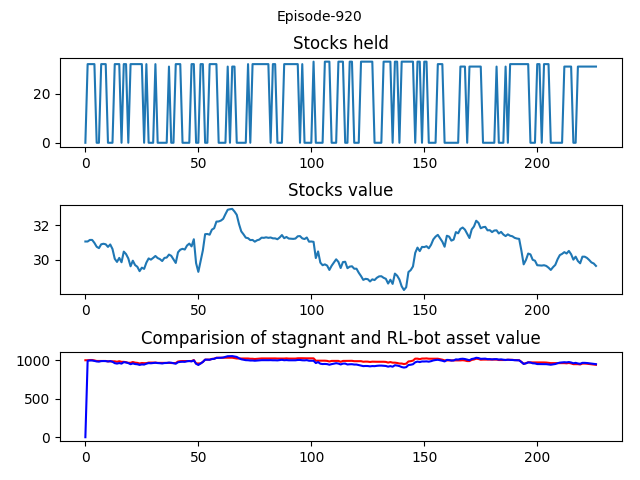 Episode-920
Stocks held
20
0
0 50 100 150 200
Stocks value
32
30
0 50 100 150 200
Comparision of stagnant and RL-bot asset value
1000
500
0
0 50 100 150 200